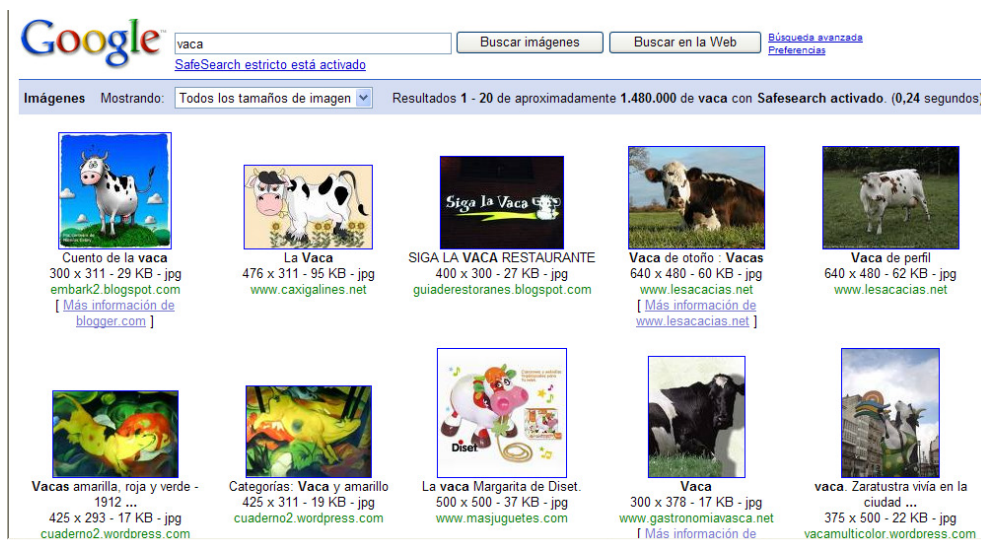 Google
vaca
Buscar imágenes
Buscar en la Web
Búsqueda avanzada
Preferencias
SafeSearch estricto está activado
Imágenes Mostrando: Todos los tamaños de imagen Resultados 1 - 20 de aproximadamente 1.480.000 de vaca con Safesearch activado. (0,24 segundos)
Siga la Vaca
Cuento de la vaca
300 x 311 - 29 KB - jpg
embark2.blogspot.com
[ Más información de
blogger.com ]
La Vaca
476 x 311 - 95 KB - jpg
www.caxigalines.net
SIGA LA VACA RESTAURANTE
400 x 300 - 27 KB - jpg
guiaderestoranes.blogspot.com
Vaca de otoño : Vacas
640 x 480 - 60 KB - jpg
www.lesacacias.net
[ Más información de
www.lesacacias.net ]
Vaca de perfil
640 x 480 - 62 KB - jpg
www.lesacacias.net
Diset
Vacas amarilla, roja y verde -
1912 ...
425 x 293 - 17 KB - jpg
cuaderno2.wordpress.com
Categorías: Vaca y amarillo
425 x 311 - 19 KB - jpg
cuaderno2.wordpress.com
La vaca Margarita de Diset.
500 x 500 - 37 KB - jpg
www.masjuguetes.com
Vaca
300 x 378 - 17 KB - jpg
www.gastronomiavasca.net
[ Más información de
vaca. Zaratustra vivía en la
ciudad ...
375 x 500 - 22 KB - jpg
vacamulticolor.wordpress.com